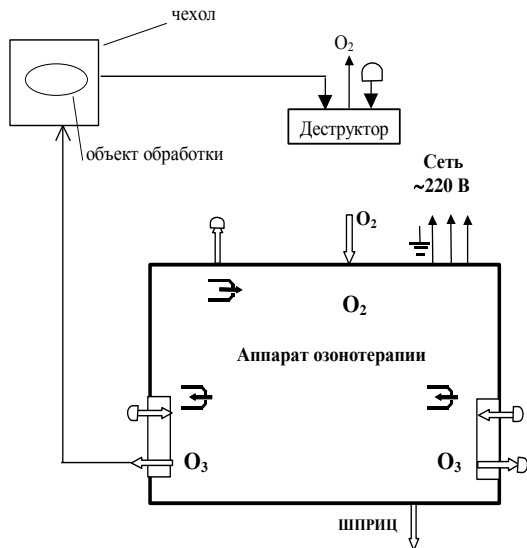 чехол
O₂
Деструктор
объект обработки
Сеть
~220 В
O₂
O₂
Аппарат озонотерапии
O₃
O₃
ШПРИЦ